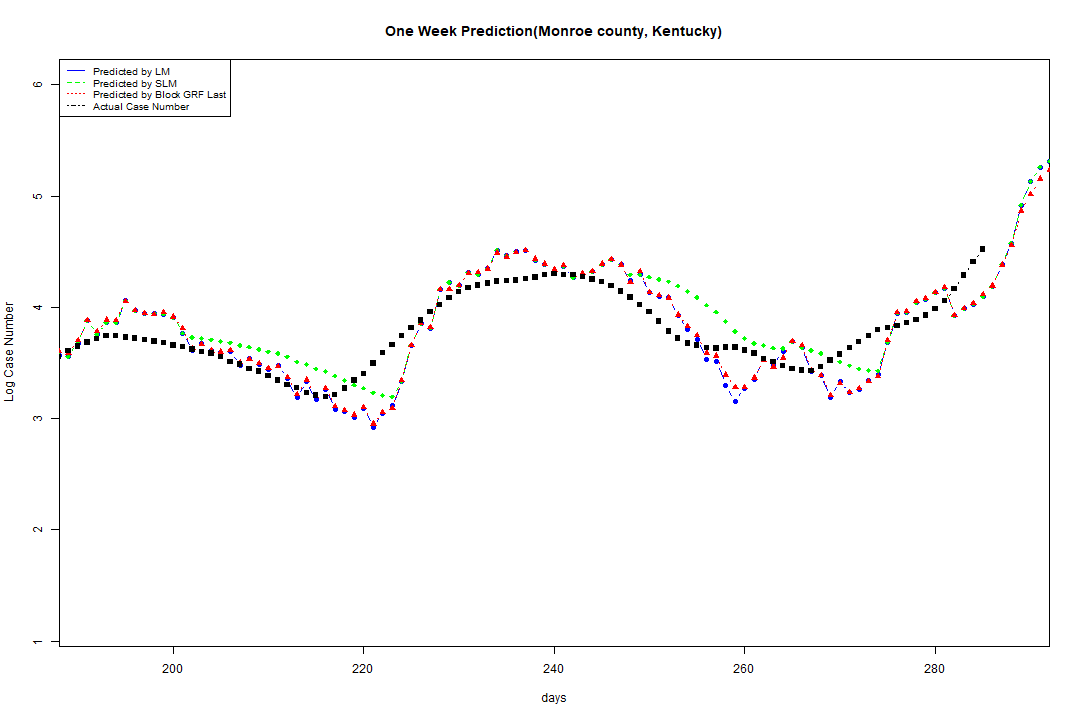 One Week Prediction(Monroe county, Kentucky)
Predicted by LM
Predicted by SLM
Predicted by Block GRF Last
Actual Case Number
Log Case Number
6
5
4
3
2
1
200 220 240 260 280
days